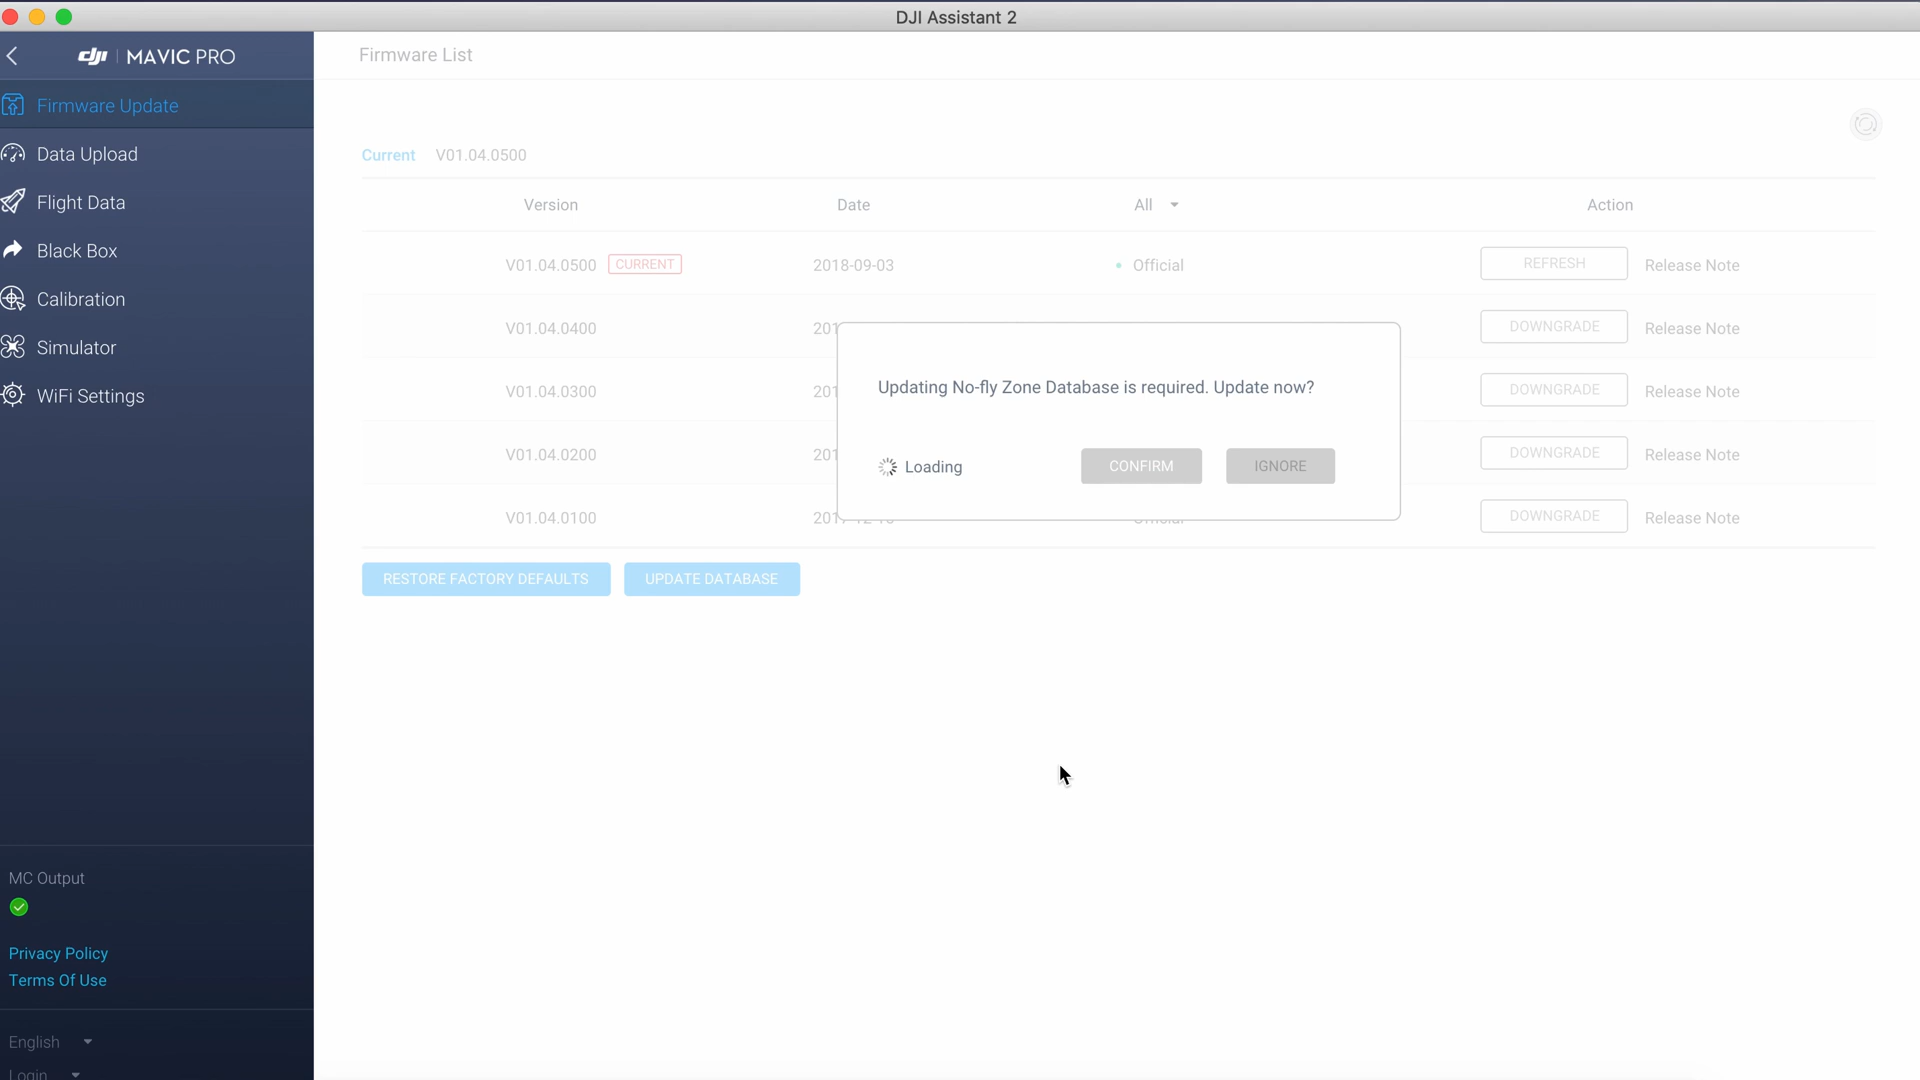 DJI Assistant 2
dji MAVIC PRO
Firmware List
Firmware Update
Data Upload
Flight Data
Black Box
Calibration
Simulator
WiFi Settings
Current V01.04.0500
Version Date All Action
V01.04.0500 CURRENT 2018-09-03 Official REFRESH Release Note
V01.04.0400 201 DOWNGRADE Release Note
V01.04.0300 201 DOWNGRADE Release Note
V01.04.0200 201 DOWNGRADE Release Note
V01.04.0100 DOWNGRADE Release Note
Updating No-fly Zone Database is required. Update now?
Loading CONFIRM IGNORE
RESTORE FACTORY DEFAULTS UPDATE DATABASE
MC Output
Privacy Policy
Terms Of Use
English
Login